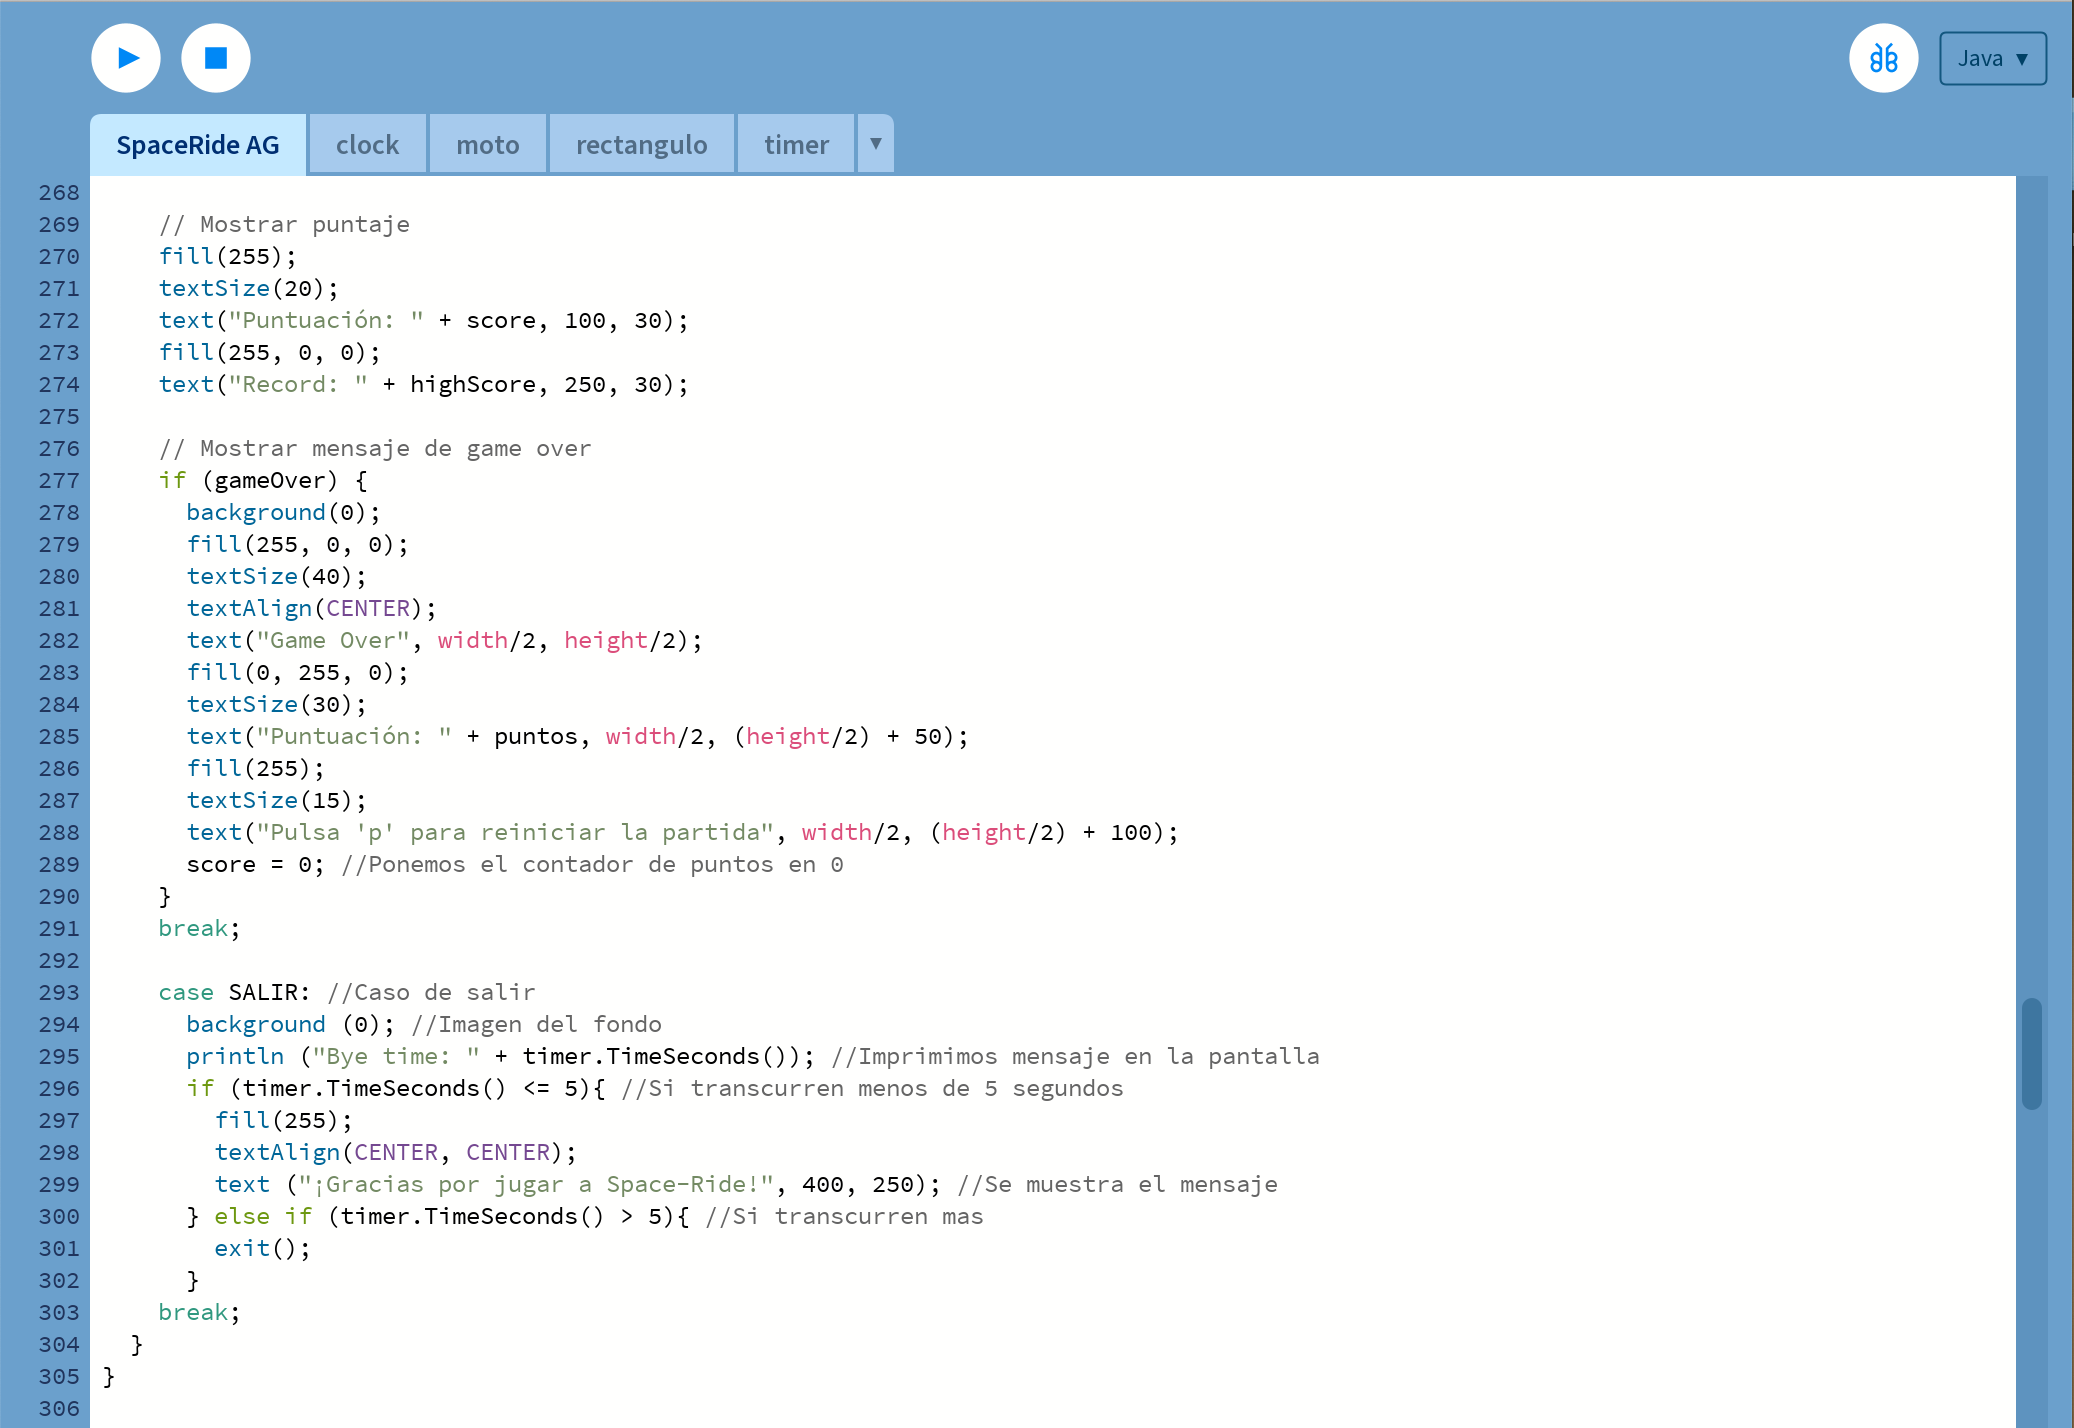 Java ▼
SpaceRide AG clock moto rectangulo timer ▼
268
269 // Mostrar puntaje
270 fill(255);
271 textSize(20);
272 text("Puntuación: " + score, 100, 30);
273 fill(255, 0, 0);
274 text("Record: " + highScore, 250, 30);
275
276 // Mostrar mensaje de game over
277 if (gameOver) {
278 background(0);
279 fill(255, 0, 0);
280 textSize(40);
281 textAlign(CENTER);
282 text("Game Over", width/2, height/2);
283 fill(0, 255, 0);
284 textSize(30);
285 text("Puntuación: " + puntos, width/2, (height/2) + 50);
286 fill(255);
287 textSize(15);
288 text("Pulsa 'p' para reiniciar la partida", width/2, (height/2) + 100);
289 score = 0; //Ponemos el contador de puntos en 0
290 }
291 break;
292
293 case SALIR: //Caso de salir
294 background (0); //Imagen del fondo
295 println ("Bye time: " + timer.TimeSeconds()); //Imprimimos mensaje en la pantalla
296 if (timer.TimeSeconds() <= 5){ //Si transcurren menos de 5 segundos
297 fill(255);
298 textAlign(CENTER, CENTER);
299 text ("¡Gracias por jugar a Space-Ride!", 400, 250); //Se muestra el mensaje
300 } else if (timer.TimeSeconds() > 5){ //Si transcurren mas
301 exit();
302 }
303 break;
304 }
305 }
306